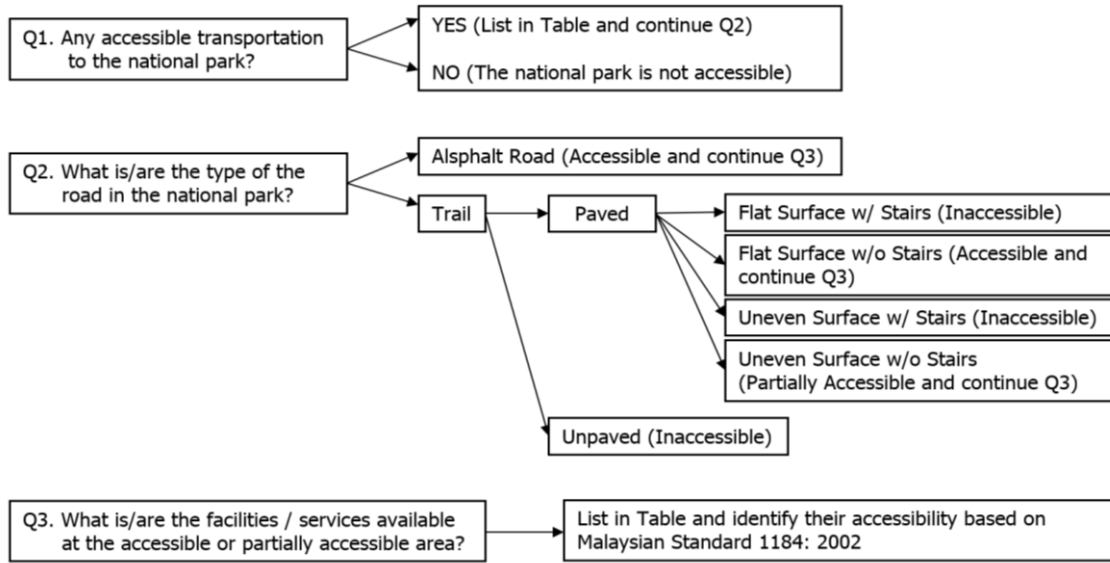 Q1. Any accessible transportation
to the national park?
YES (List in Table and continue Q2)
NO (The national park is not accessible)
Q2. What is/are the type of the
road in the national park?
Alsphalt Road (Accessible and continue Q3)
Trail
Paved
Flat Surface w/ Stairs (Inaccessible)
Flat Surface w/o Stairs (Accessible and
continue Q3)
Uneven Surface w/ Stairs (Inaccessible)
Uneven Surface w/o Stairs
(Partially Accessible and continue Q3)
Unpaved (Inaccessible)
Q3. What is/are the facilities / services available
at the accessible or partially accessible area?
List in Table and identify their accessibility based on
Malaysian Standard 1184: 2002